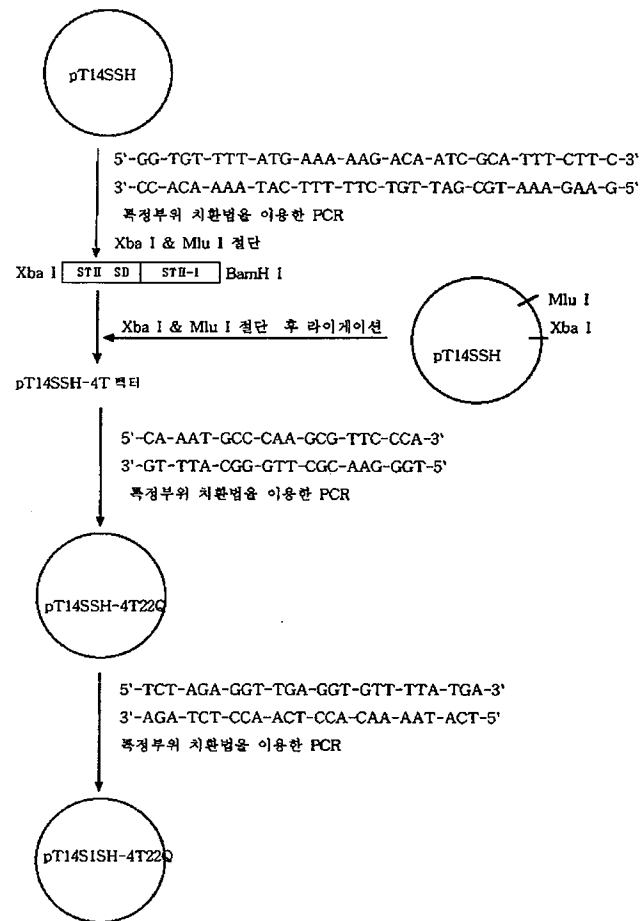 pT14SSH
5'-GG-TGT-TTT-ATG-AAA-AAG-ACA-ATC-GCA-TTT-CTT-C-3'
3'-CC-ACA-AAA-TAC-TTT-TTC-TGT-TAG-CGT-AAA-GAA-G-5'
특정부위 치환법을 이용한 PCR
Xba I & Mlu I 절단
Xba I STII SD STII-1 BamH I
Mlu I
Xba I & Mlu I 절단 후 라이게이션
Xba I
pT14SSH
pT14SSH-4T 벡터
5'-CA-AAT-GCC-CAA-GCG-TTC-CCA-3'
3'-GT-TTA-CGG-GTT-CGC-AAG-GGT-5'
특정부위 치환법을 이용한 PCR
pT14SSH-4T22Q
5'-TCT-AGA-GGT-TGA-GGT-GTT-TTA-TGA-3'
3'-AGA-TCT-CCA-ACT-CCA-CAA-AAT-ACT-5'
특정부위 치환법을 이용한 PCR
pT14S1SH-4T22Q